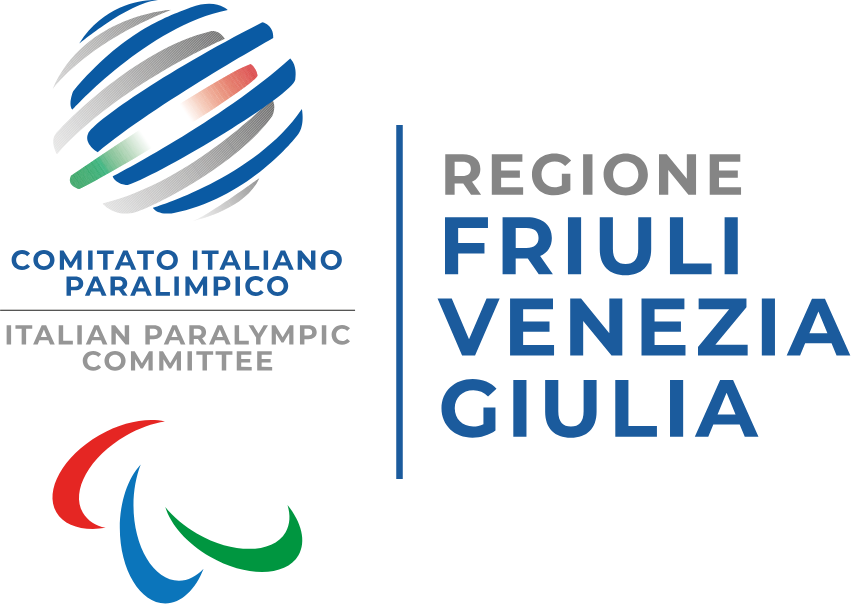 COMITATO ITALIANO
PARALIMPICO
ITALIAN PARALYMPIC
COMMITTEE
REGIONE
FRIULI
VENEZIA
GIULIA